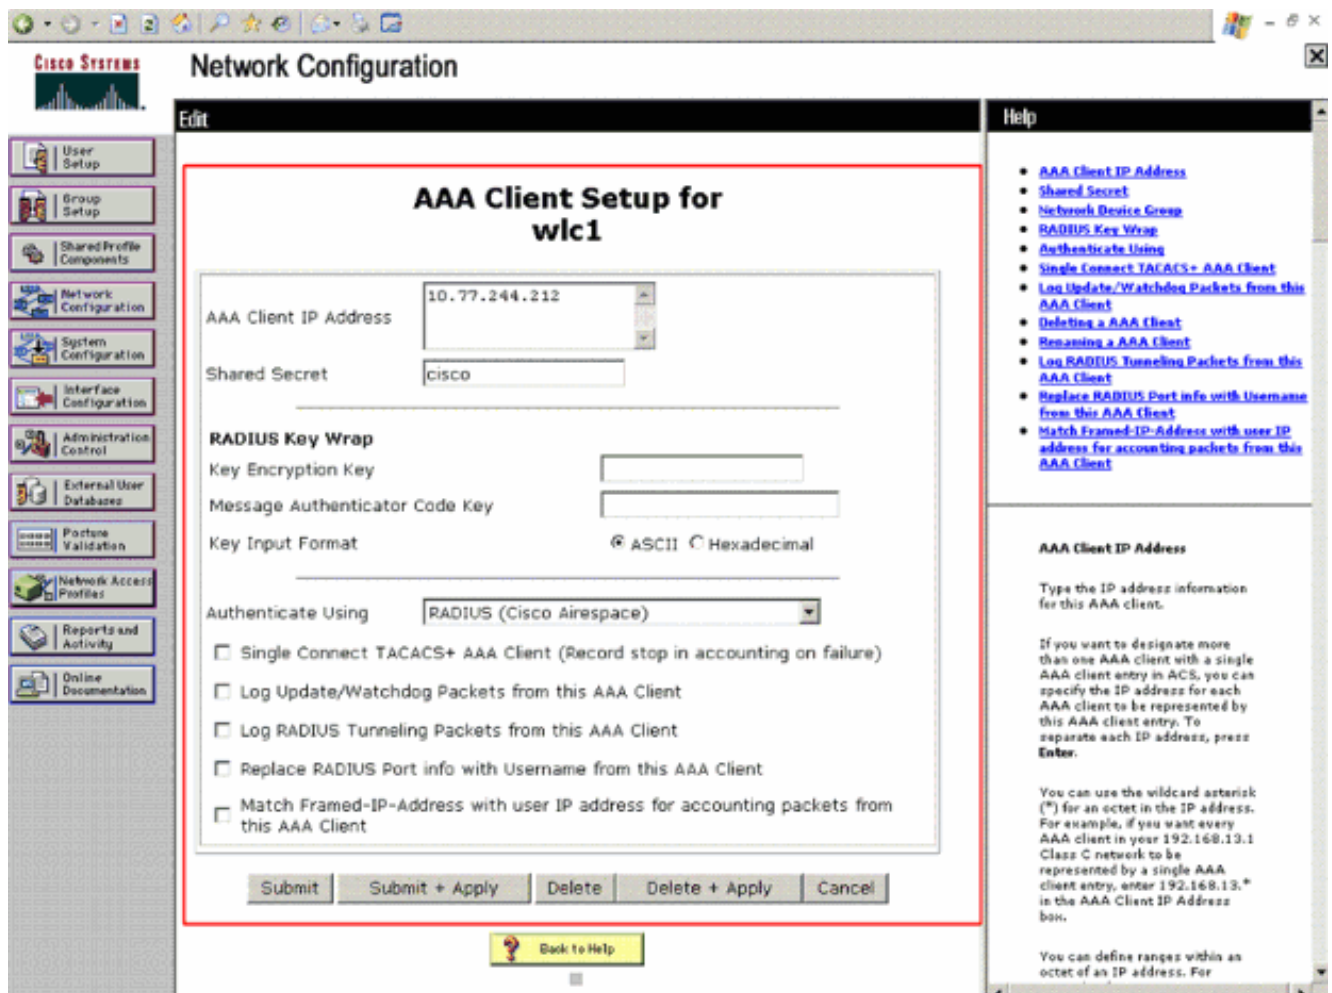 CISCO SYSTEMS
Network Configuration
User
Setup
Group
Setup
Shared Profile
Components
Network
Configuration
System
Configuration
Interface
Configuration
Administration
Control
External User
Databases
Posture
Validation
Network Access
Profiles
Reports and
Activity
Online
Documentation
Edit
AAA Client Setup for
wlc1
AAA Client IP Address
10.77.244.212
Shared Secret
cisco
RADIUS Key Wrap
Key Encryption Key
Message Authenticator Code Key
Key Input Format
ASCII Hexadecimal
Authenticate Using
RADIUS (Cisco Airespace)
Single Connect TACACS+ AAA Client (Record stop in accounting on failure)
Log Update/Watchdog Packets from this AAA Client
Log RADIUS Tunneling Packets from this AAA Client
Replace RADIUS Port info with Username from this AAA Client
Match Framed-IP-Address with user IP address for accounting packets from
this AAA Client
Submit
Submit + Apply
Delete
Delete + Apply
Cancel
Back to Help
Help
AAA Client IP Address
Shared Secret
Network Device Group
RADIUS Key Wrap
Authenticate Using
Single Connect TACACS+ AAA Client
Log Update/Watchdog Packets from this
AAA Client
Deleting a AAA Client
Renaming a AAA Client
Log RADIUS Tunneling Packets from this
AAA Client
Replace RADIUS Port info with Username
from this AAA Client
Match Framed-IP-Address with user IP
address for accounting packets from this
AAA Client
AAA Client IP Address
Type the IP address information
for this AAA client.
If you want to designate more
than one AAA client with a single
AAA client entry in ACS, you can
specify the IP address for each
AAA client to be represented by
this AAA client entry. To
separate each IP address, press
Enter.
You can use the wildcard asterisk
(*) for an octet in the IP address.
For example, if you want every
AAA client in your 192.168.13.1
Class C network to be
represented by a single AAA
client entry, enter 192.168.13.*
in the AAA Client IP Address
box.
You can define ranges within an
octet of an IP address. For